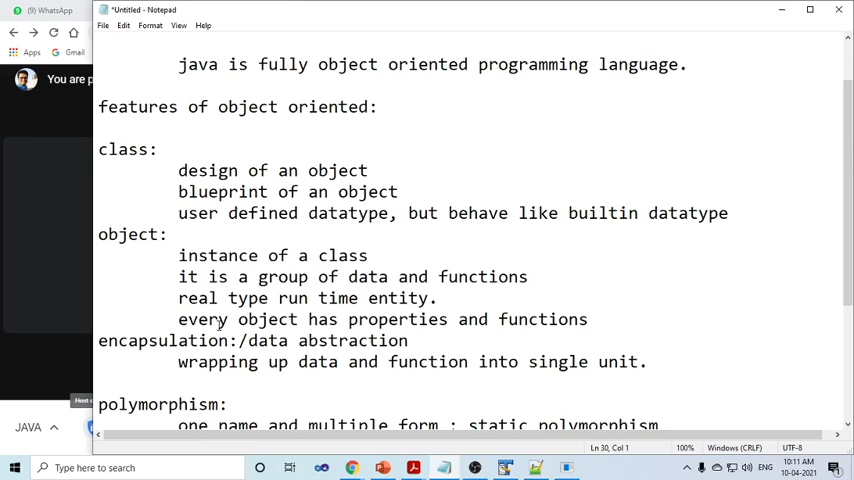 (9) WhatsApp
*Untitled - Notepad
File Edit Format View Help
Apps
Gmail
You are p
java is fully object oriented programming language.
features of object oriented:
class:
design of an object
blueprint of an object
user defined datatype, but behave like builtin datatype
object:
instance of a class
it is a group of data and functions
real type run time entity.
every object has properties and functions
encapsulation:/data abstraction
wrapping up data and function into single unit.
polymorphism:
one name and multiple form : static polymorphism
Host c
JAVA
Ln 30, Col 1
100%
Windows (CRLF)
UTF-8
Type here to search
ENG
10:11 AM
10-04-2021